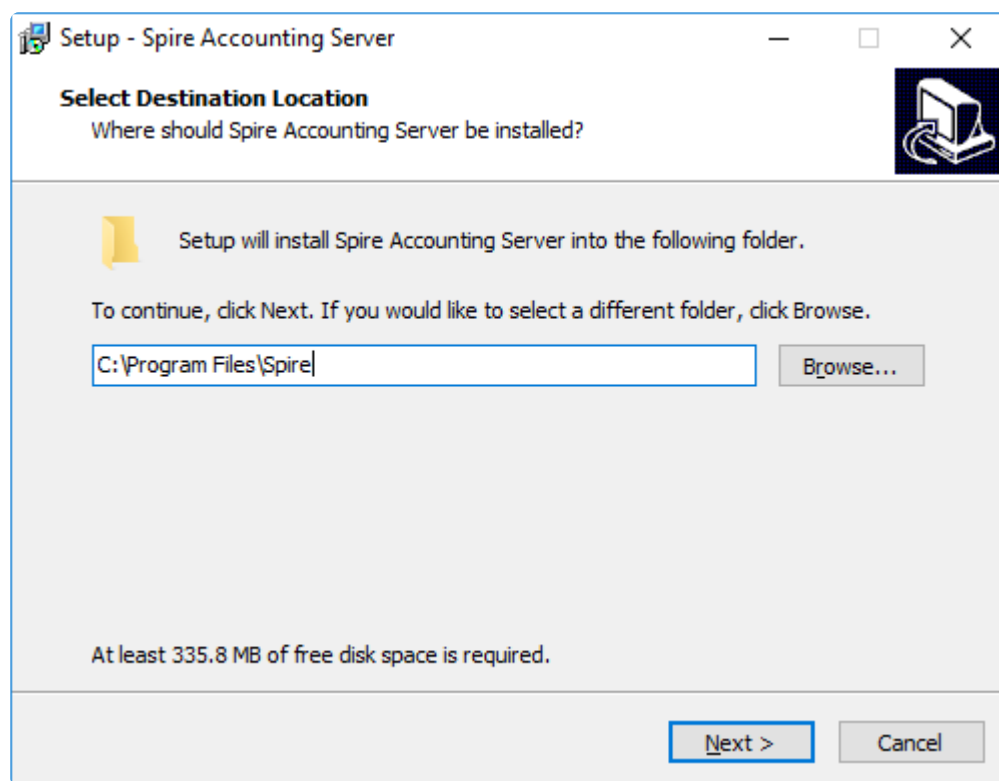 Setup - Spire Accounting Server
Select Destination Location
Where should Spire Accounting Server be installed?
Setup will install Spire Accounting Server into the following folder.
To continue, click Next. If you would like to select a different folder, click Browse.
C:\Program Files\Spire
Browse...
At least 335.8 MB of free disk space is required.
Next >
Cancel